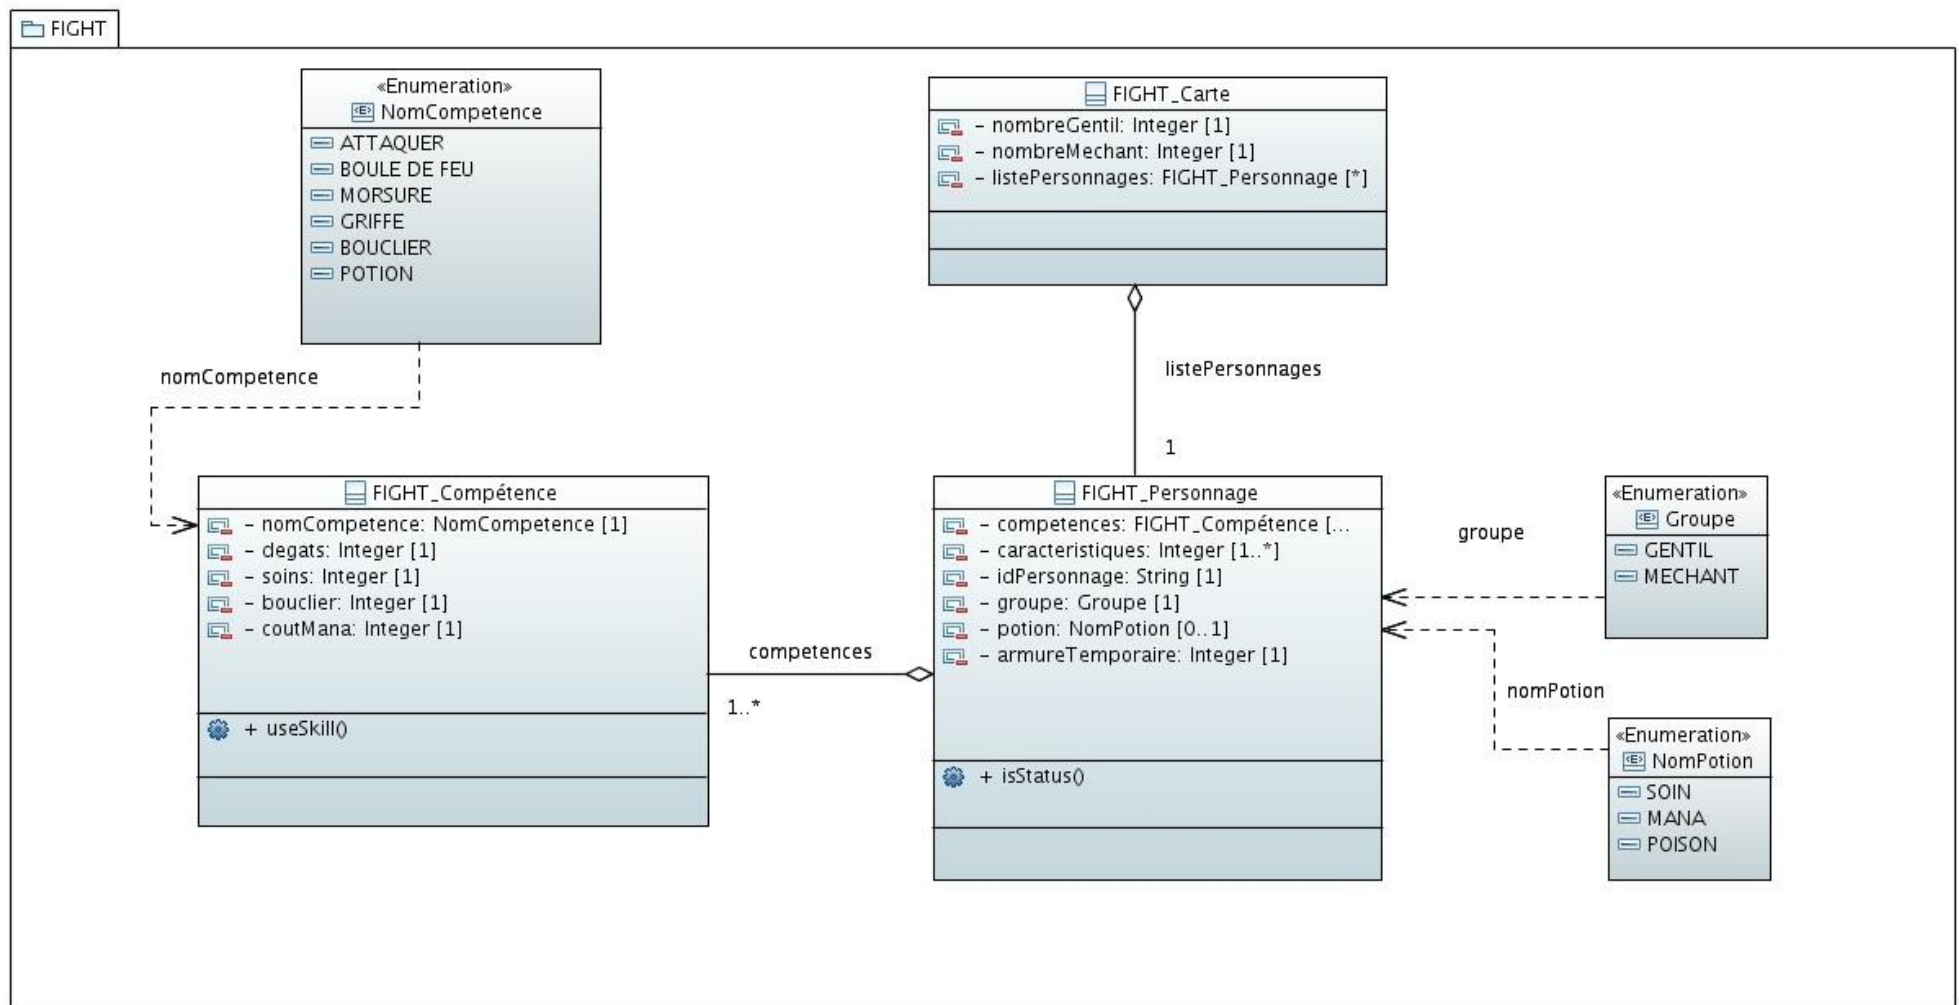 FIGHT
«Enumeration»
NomCompetence
ATTAQUER
BOULE DE FEU
MORSURE
GRIFFE
BOUCLIER
POTION
FIGHT_Carte
- nombreGentil: Integer [1]
- nombreMechant: Integer [1]
- listePersonnages: FIGHT_Personnage [*]
nomCompetence
listePersonnages
1
FIGHT_Compétence
- nomCompetence: NomCompetence [1]
- degats: Integer [1]
- soins: Integer [1]
- bouclier: Integer [1]
- coutMana: Integer [1]
+ useSkill()
competences
1..*
FIGHT_Personnage
- competences: FIGHT_Compétence [...
- caracteristiques: Integer [1..*]
- idPersonnage: String [1]
- groupe: Groupe [1]
- potion: NomPotion [0..1]
- armureTemporaire: Integer [1]
+ isStatus()
groupe
«Enumeration»
Groupe
GENTIL
MECHANT
nomPotion
«Enumeration»
NomPotion
SOIN
MANA
POISON